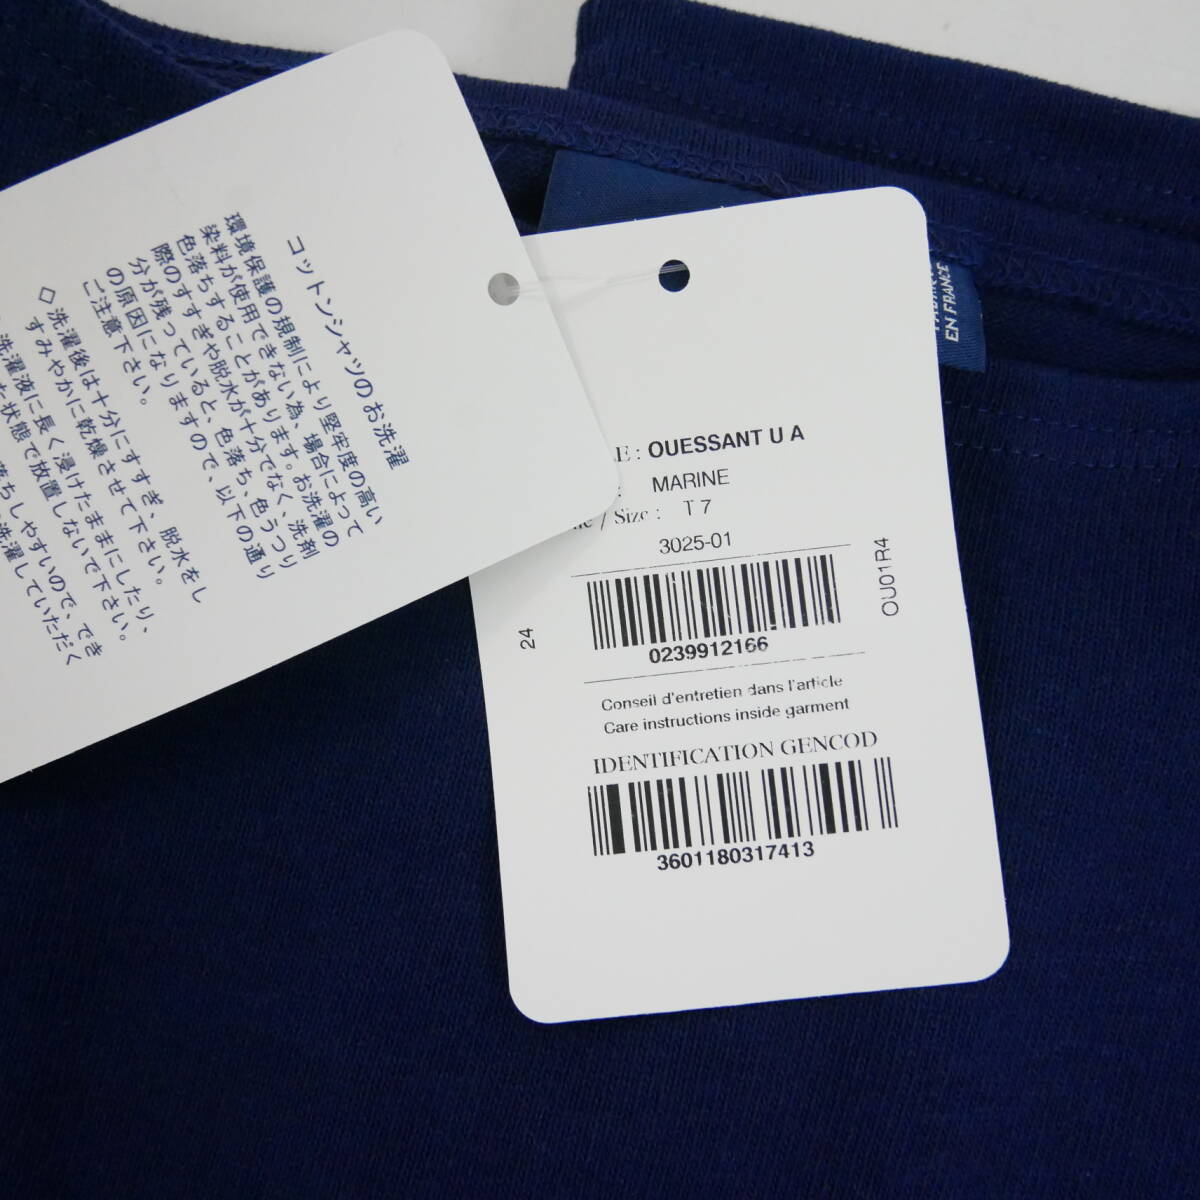 コットンシャツのお洗濯
環境保護の規制により堅牢度の高い
染料が使用できない為、場合によって
色落ちすることがあります。お洗濯の
際のすすぎや脱水が十分でなく、洗剤
分が残っていると、色落ち、色うつり
の原因になりますので、以下の通り
ご注意下さい。
◇洗濯後は十分にすすぎ、脱水をし
すみやかに乾燥させて下さい。
洗濯液に長く浸けたままにしたり、
た状態で放置しないで下さい。
落ちしやすいので、でき
洗濯していただく
EN FRANCE
: OUESSANT U A
MARINE
/ Size : T 7
3025-01
24
OU01R4
0239912166
Conseil d'entretien dans l'article
Care instructions inside garment
IDENTIFICATION GENCOD
3601180317413